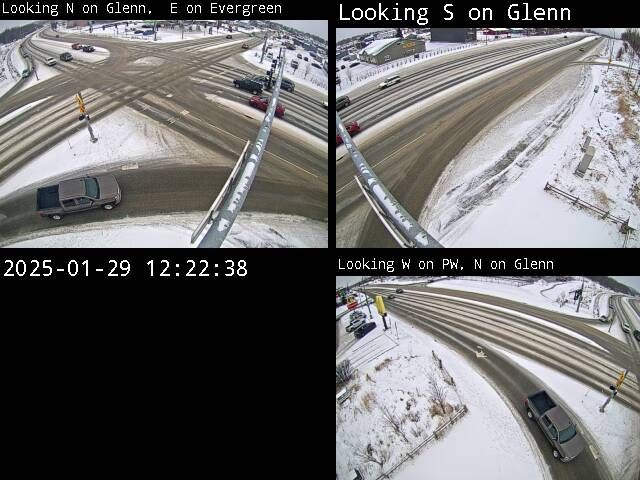 Looking N on Glenn, E on Evergreen
Looking S on Glenn
2025-01-29 12:22:38
Looking W on PW, N on Glenn